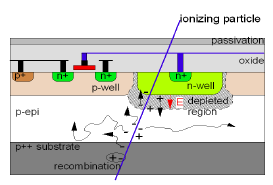 ionizing particle
passivation
oxide
p+ n+ n+ n+
p-well
n-well
E
depleted
region
p-epi
p++ substrate
recombination